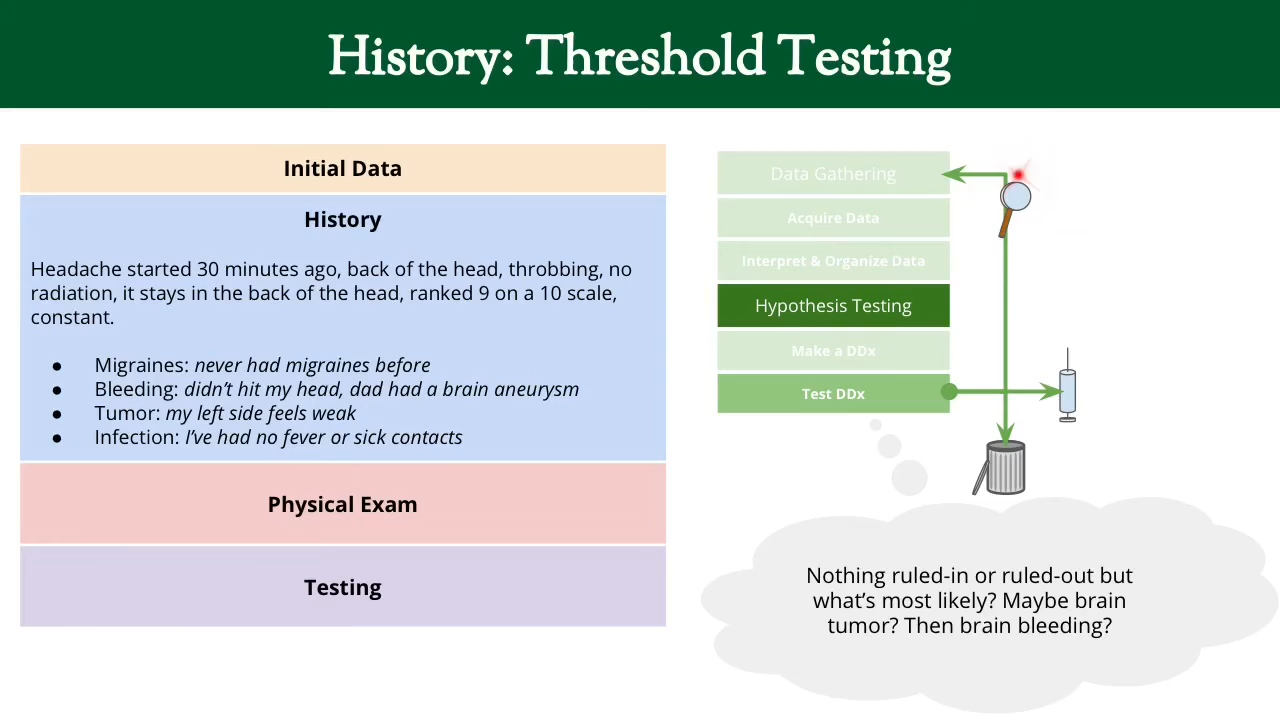 History: Threshold Testing
Initial Data
History
Headache started 30 minutes ago, back of the head, throbbing, no
radiation, it stays in the back of the head, ranked 9 on a 10 scale,
constant.
● Migraines: never had migraines before
● Bleeding: didn't hit my head, dad had a brain aneurysm
● Tumor: my left side feels weak
● Infection: I've had no fever or sick contacts
Physical Exam
Testing
Data Gathering
Acquire Data
Interpret & Organize Data
Hypothesis Testing
Make a DDx
Test DDx
Nothing ruled-in or ruled-out but
what's most likely? Maybe brain
tumor? Then brain bleeding?